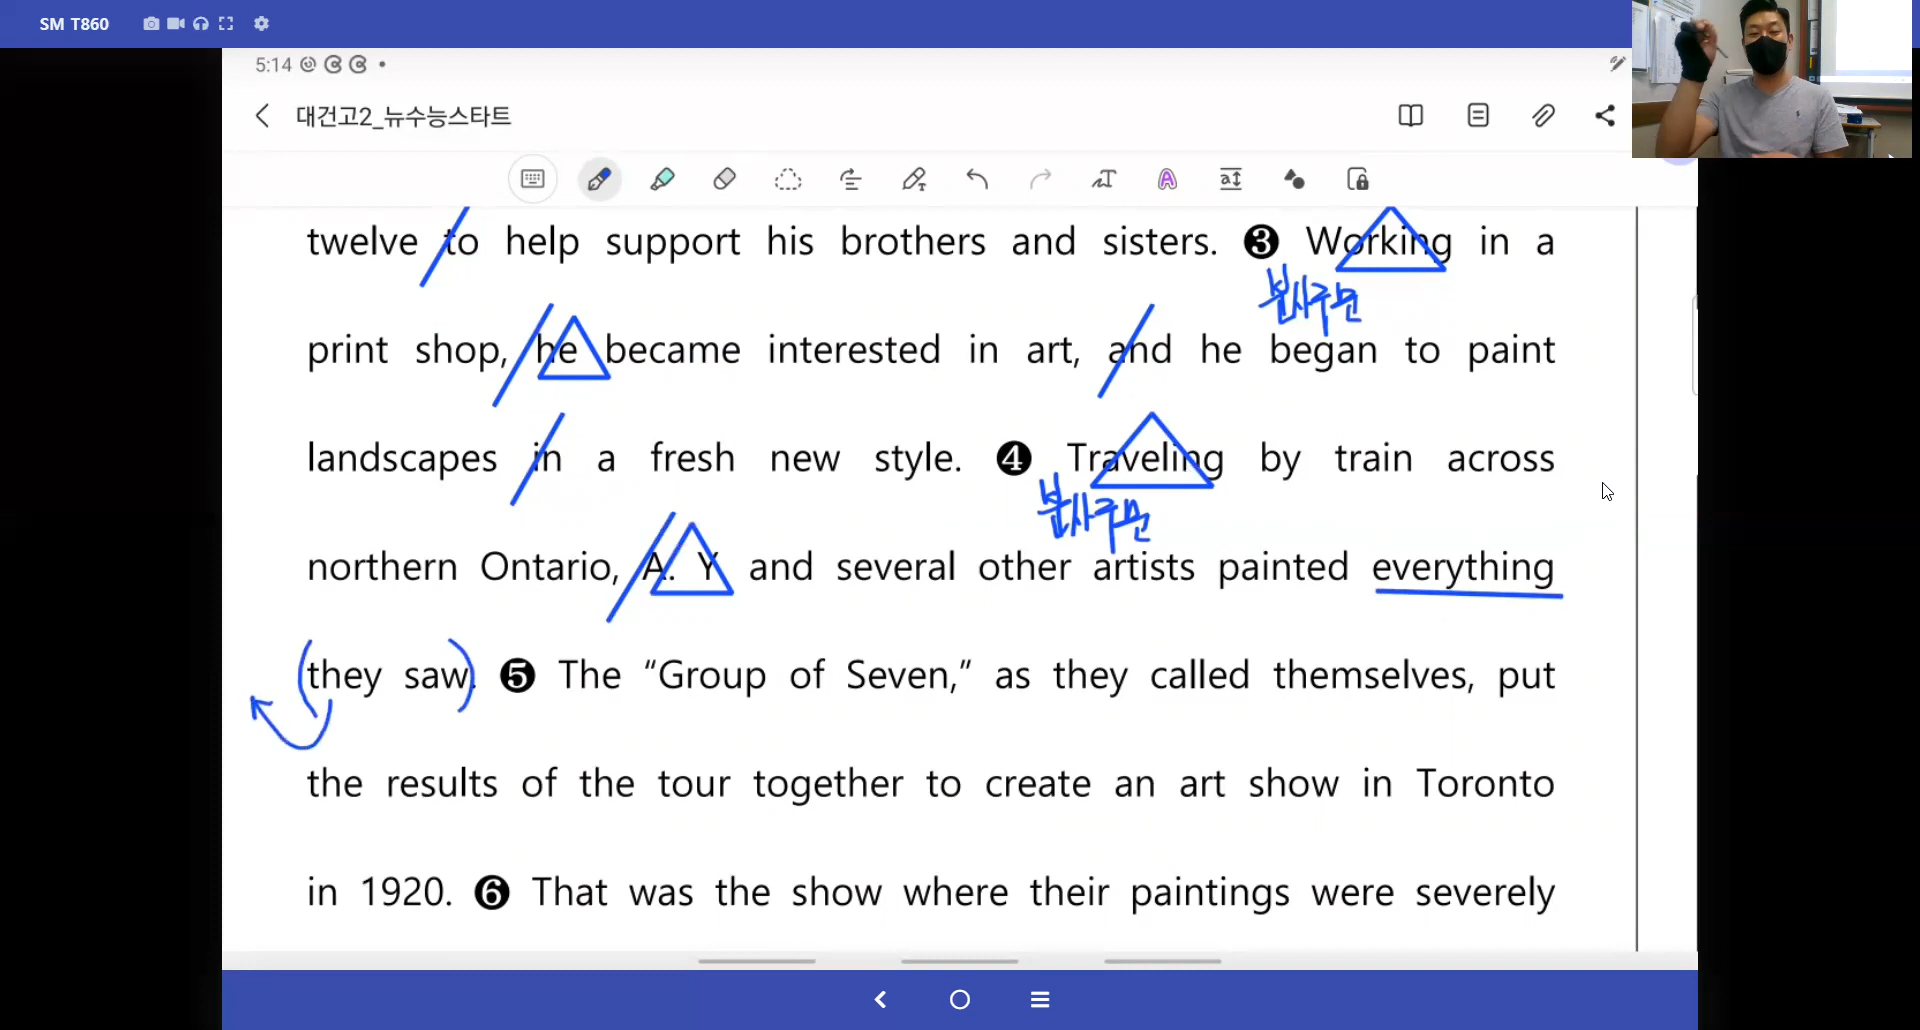 SM T860
5:14
대건고2_뉴수능스타트
twelve to help support his brothers and sisters. ❸ Working in a
분사구문
print shop, he became interested in art, and he began to paint
landscapes in a fresh new style. ❹ Traveling by train across
분사구문
northern Ontario, A. Y and several other artists painted everything
they saw. ❺ The “Group of Seven,” as they called themselves, put
the results of the tour together to create an art show in Toronto
in 1920. ❻ That was the show where their paintings were severely